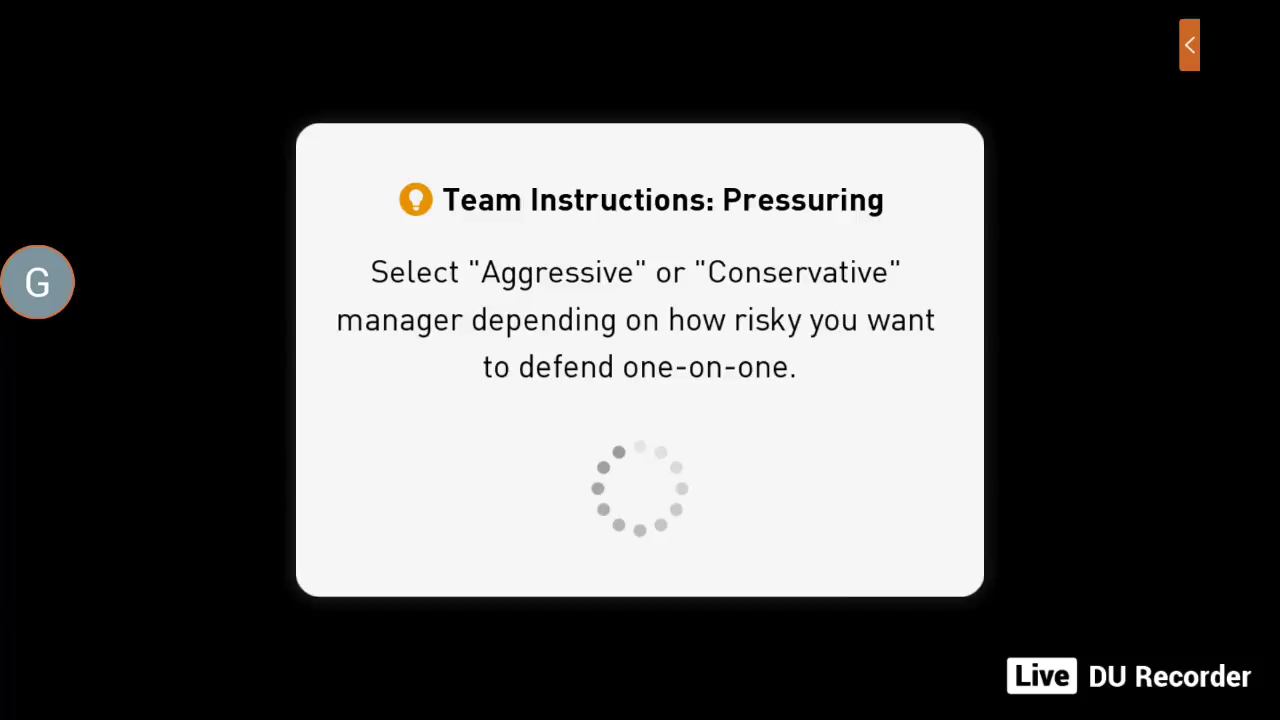 Team Instructions: Pressuring
Select "Aggressive" or "Conservative"
manager depending on how risky you want
to defend one-on-one.
G
Live DU Recorder